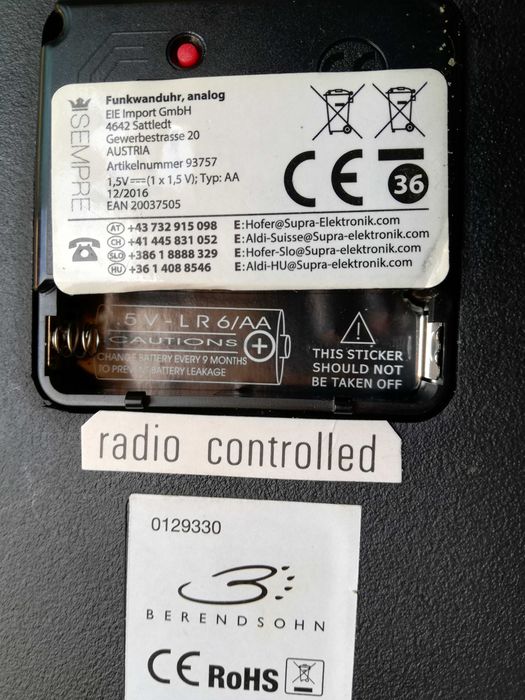 SEMPRE
Funkwanduhr, analog
EIE Import GmbH
4642 Sattledt
Gewerbestrasse 20
AUSTRIA
Artikelnummer 93757
1,5V⎓(1 x 1,5 V); Typ: AA
12/2016
EAN 20037505
CE
36
AT +43 732 915 098 E:Hofer@Supra-Elektronik.com
CH +41 445 831 052 E:Aldi-Suisse@Supra-elektronik.com
SLO +386 1 8888 329 E:Hofer-Slo@Supra-elektronik.com
HU +36 1 408 8546 E:Aldi-HU@Supra-elektronik.com
1.5V-LR6/AA
CAUTIONS +
CHANGE BATTERY EVERY 9 MONTHS
TO PREVENT BATTERY LEAKAGE
THIS STICKER
SHOULD NOT
BE TAKEN OFF
radio controlled
0129330
BERENDSOHN
CE RoHS